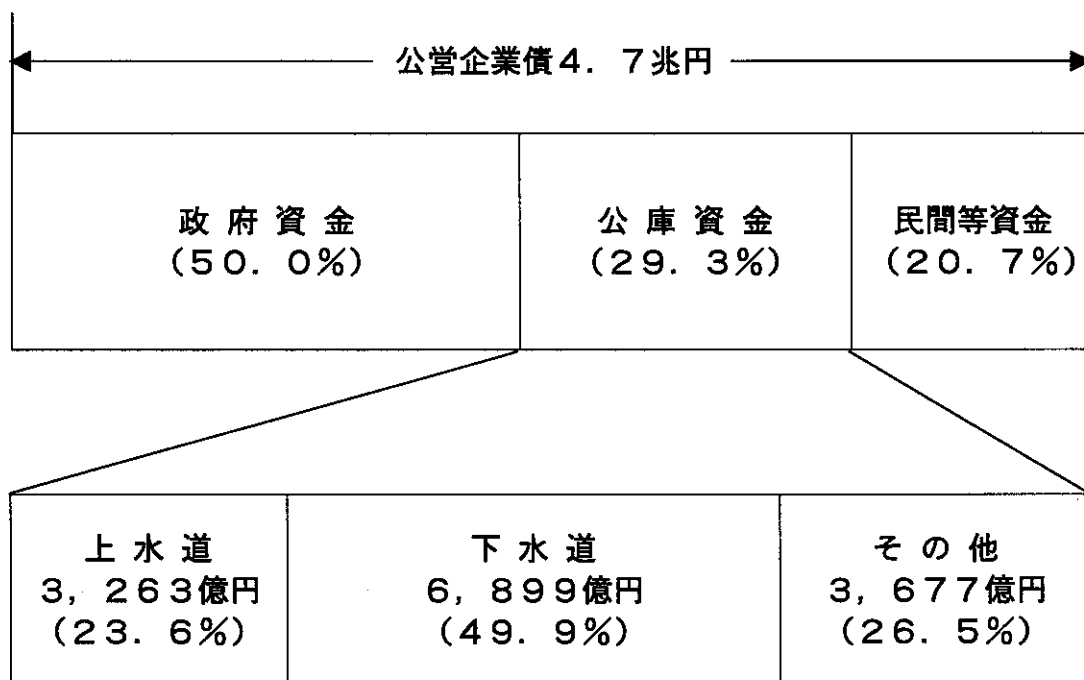 公営企業債４．７兆円
政府資金
（５０．０％）
公庫資金
（２９．３％）
民間等資金
（２０．７％）
上水道
３，２６３億円
（２３．６％）
下水道
６，８９９億円
（４９．９％）
その他
３，６７７億円
（２６．５％）